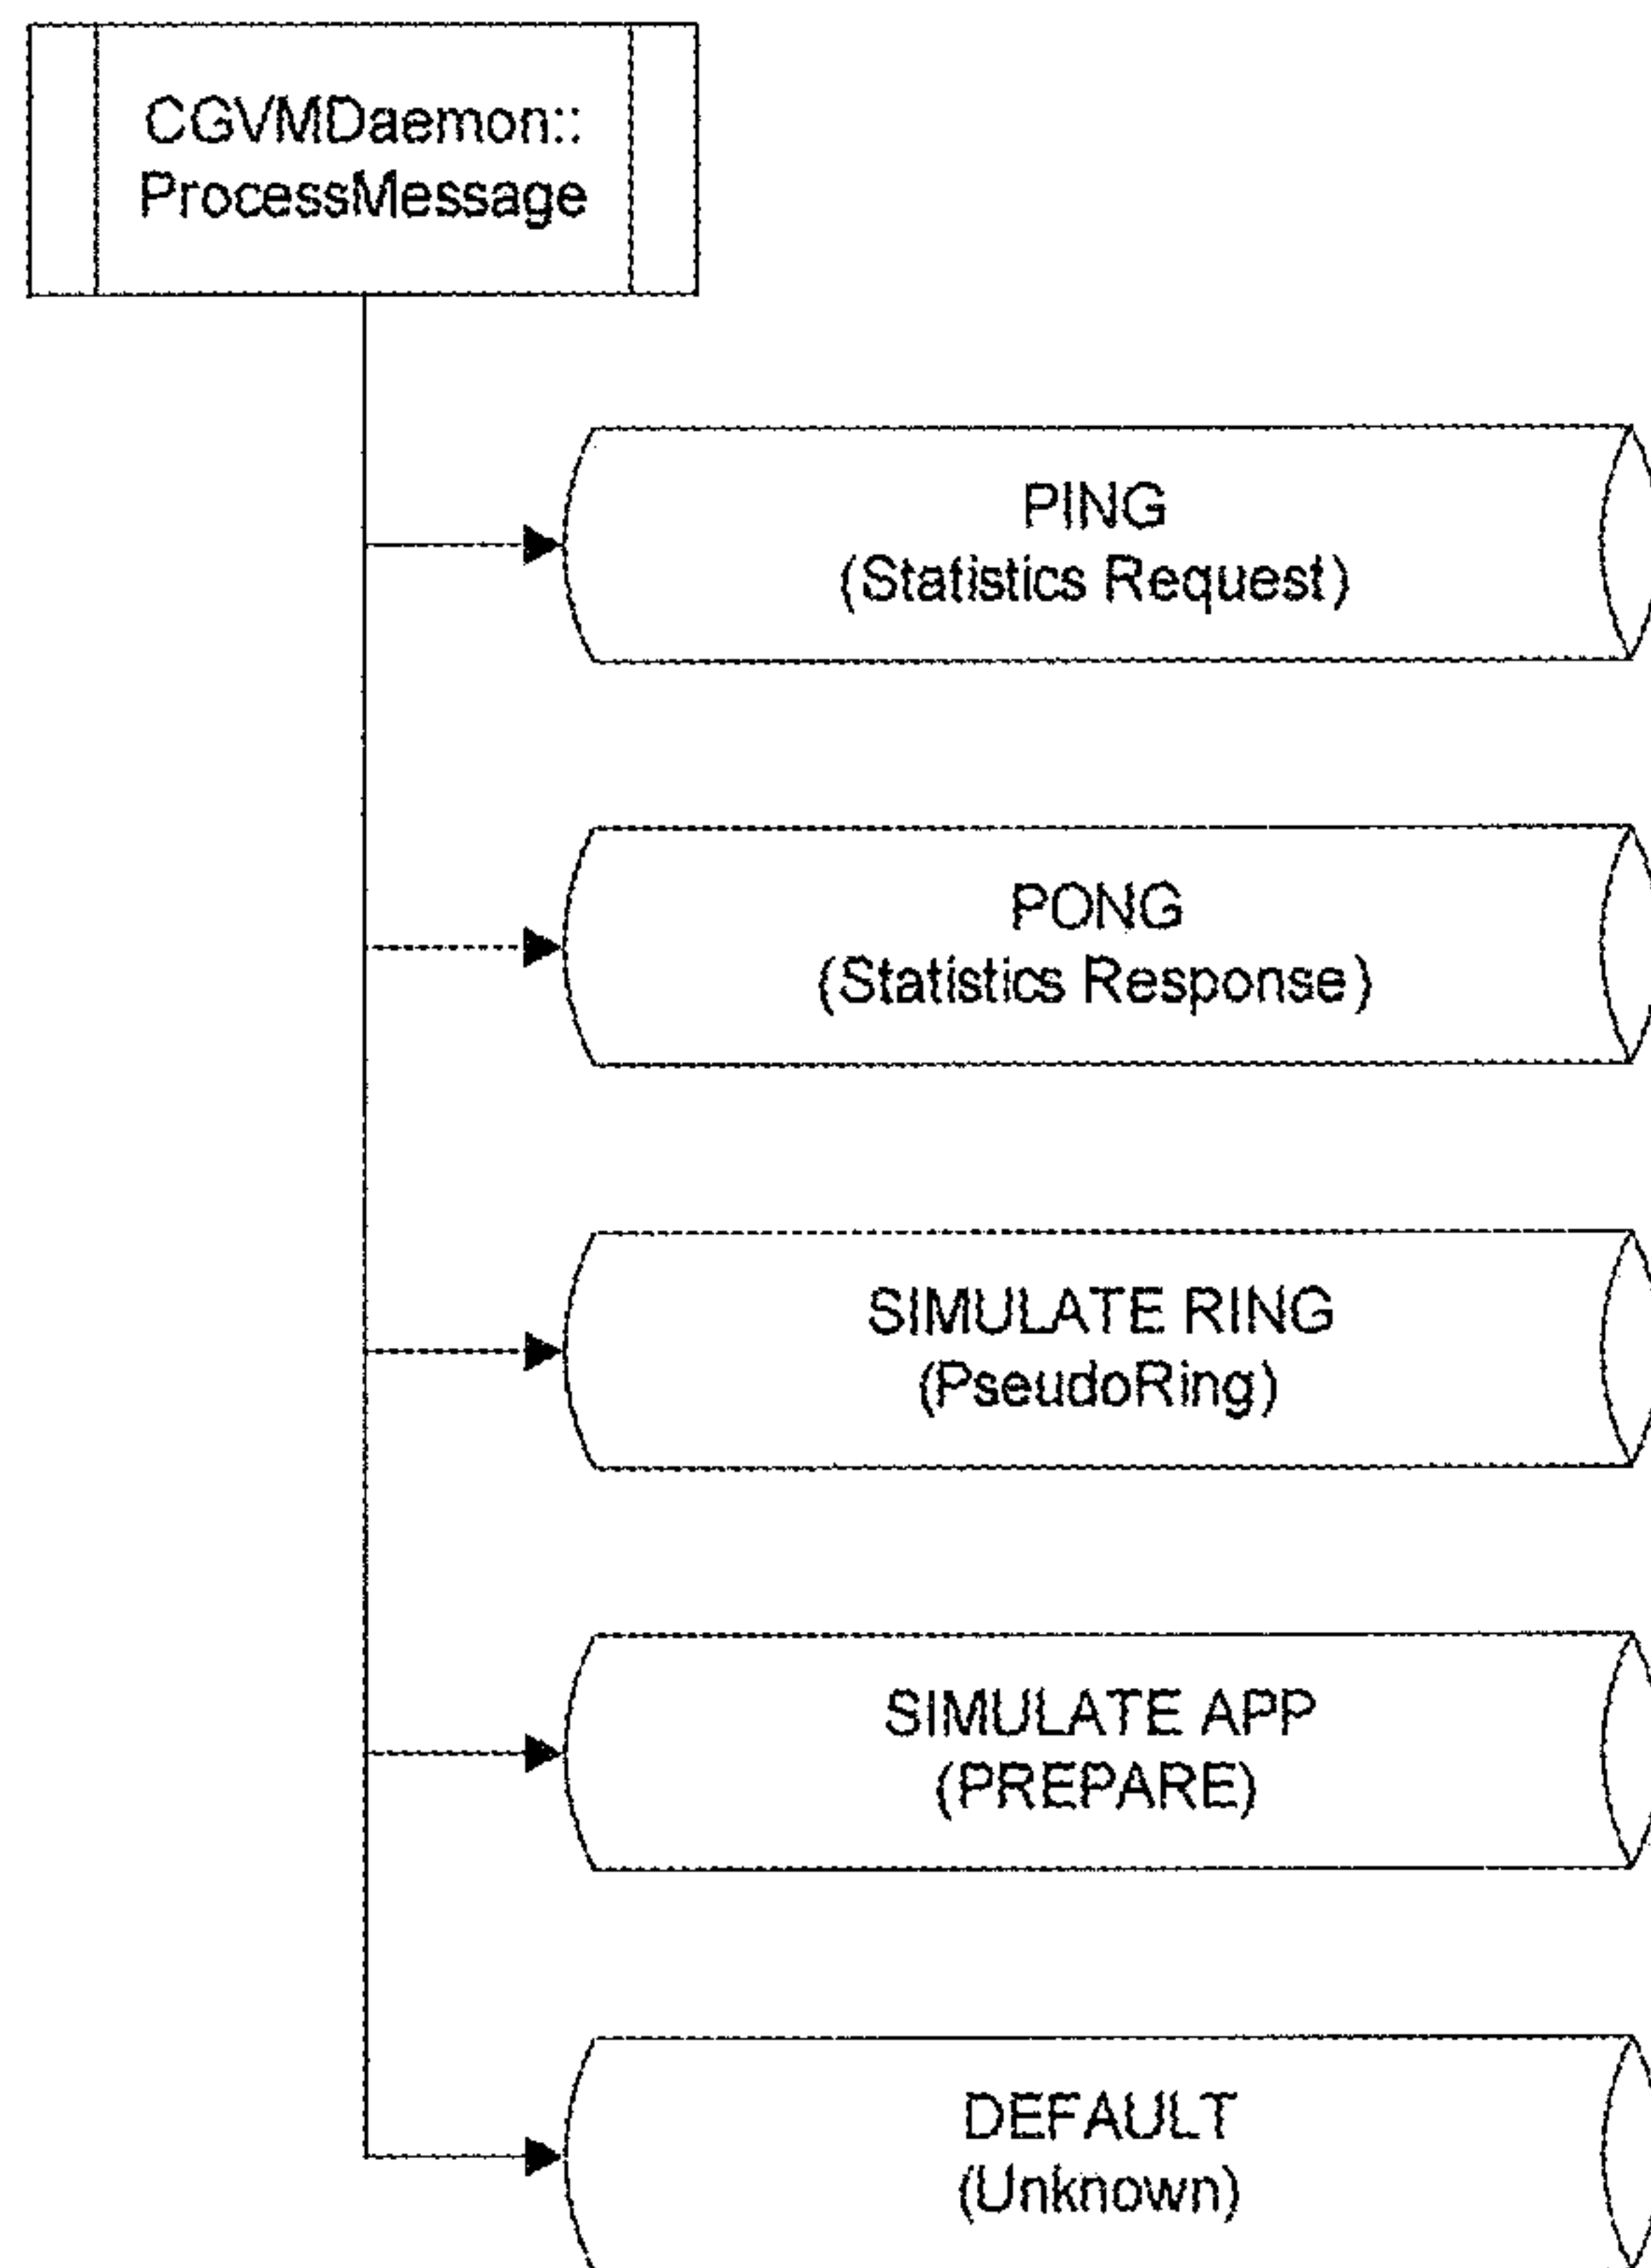 CGVMDaemon::
ProcessMessage
PING
(Statistics Request)
PONG
(Statistics Response)
SIMULATE RING
(PseudoRing)
SIMULATE APP
(PREPARE)
DEFAULT
(Unknown)